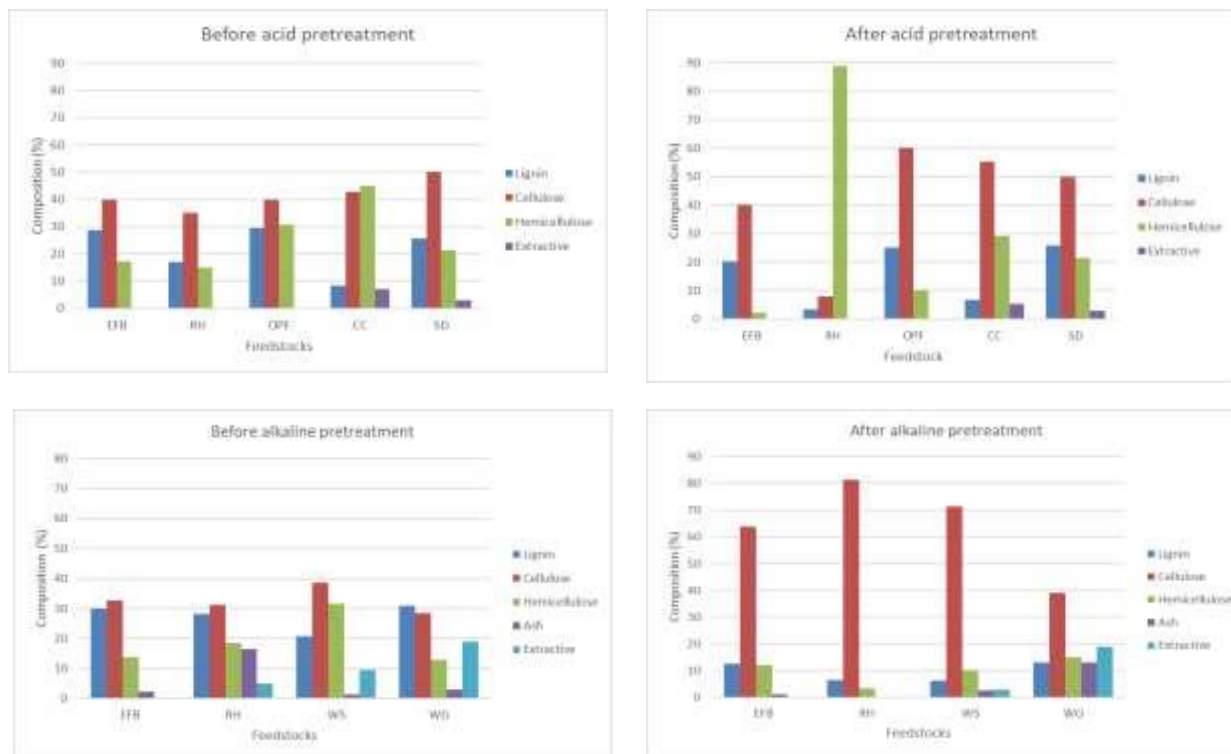 Before acid pretreatment
90
80
70
60
50
40
30
20
10
0
Composition (%)
EFB RH OPF CC SD
Feedstocks
Lignin
Cellulose
Hemicellulose
Extractive
After acid pretreatment
90
80
70
60
50
40
30
20
10
0
Composition (%)
EFB RH OPF CC SD
Feedstock
Lignin
Cellulose
Hemicellulose
Extractive
Before alkaline pretreatment
80
70
60
50
40
30
20
10
0
Composition (%)
EFB RH WS WG
Feedstocks
Lignin
Cellulose
Hemicellulose
Ash
Extractive
After alkaline pretreatment
90
80
70
60
50
40
30
20
10
0
Composition (%)
EFB RH WS WG
Feedstocks
Lignin
Cellulose
Hemicellulose
Ash
Extractive